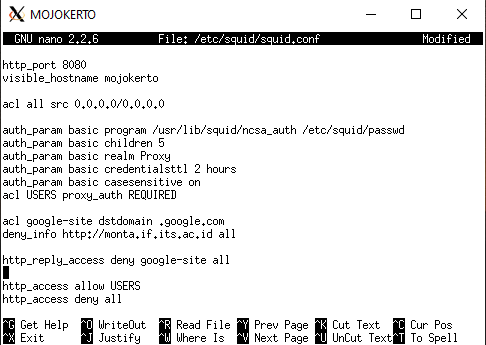 MOJOKERTO
GNU nano 2.2.6 File: /etc/squid/squid.conf Modified
http_port 8080
visible_hostname mojokerto
acl all src 0.0.0.0/0.0.0.0
auth_param basic program /usr/lib/squid/ncsa_auth /etc/squid/passwd
auth_param basic children 5
auth_param basic realm Proxy
auth_param basic credentialsttl 2 hours
auth_param basic casesensitive on
acl USERS proxy_auth REQUIRED
acl google-site dstdomain .google.com
deny_info http://monta.if.its.ac.id all
http_reply_access deny google-site all
http_access allow USERS
http_access deny all
^G Get Help ^O WriteOut ^R Read File ^Y Prev Page ^K Cut Text ^C Cur Pos
^X Exit ^J Justify ^W Where Is ^V Next Page ^U UnCut Text ^T To Spell